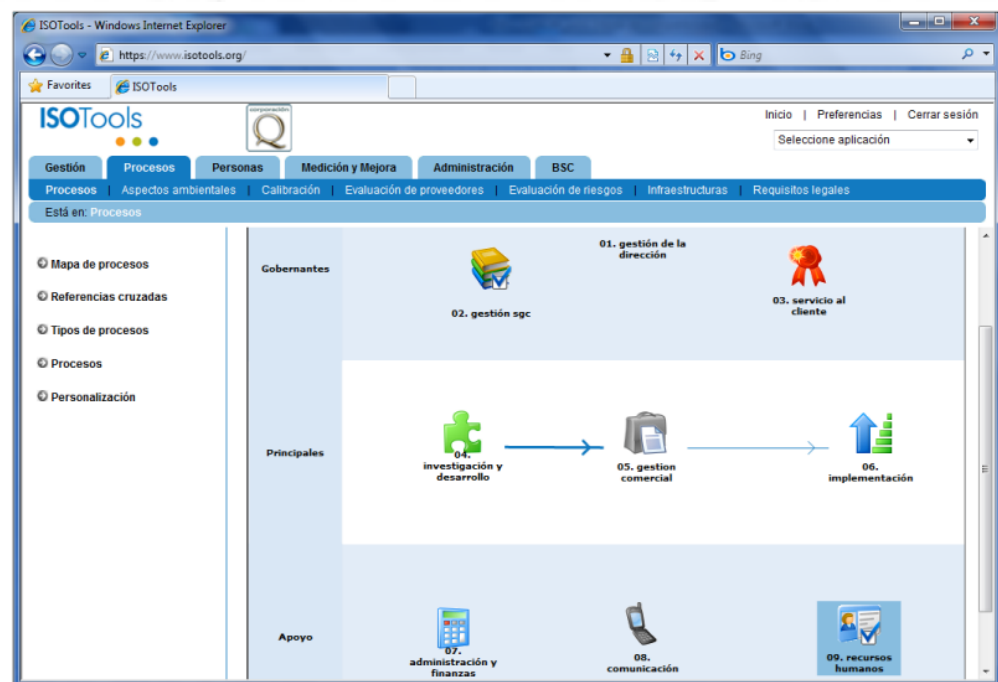 ISOTools - Windows Internet Explorer
https://www.isotools.org/
Bing
Favorites
ISOTools
ISOTools
corporación
Q
Inicio | Preferencias | Cerrar sesión
Seleccione aplicación
Gestión Procesos Personas Medición y Mejora Administración BSC
Procesos | Aspectos ambientales | Calibración | Evaluación de proveedores | Evaluación de riesgos | Infraestructuras | Requisitos legales
Está en: Procesos
Mapa de procesos
Referencias cruzadas
Tipos de procesos
Procesos
Personalización
Gobernantes
01. gestión de la
dirección
02. gestión sgc
03. servicio al
cliente
Principales
04.
investigación y
desarrollo
05. gestion
comercial
06.
implementación
Apoyo
07.
administración y
finanzas
08.
comunicación
09. recursos
humanos